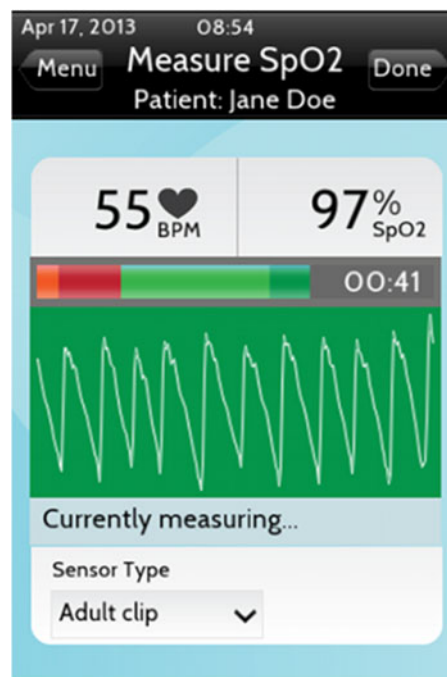 Apr 17, 2013 08:54
Menu Measure SpO2 Done
Patient: Jane Doe
55 BPM 97% SpO2
00:41
Currently measuring...
Sensor Type
Adult clip